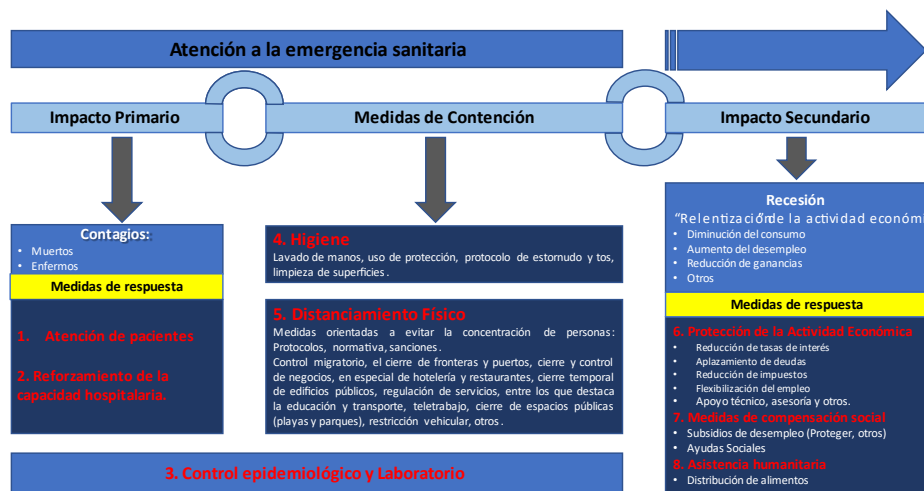 Atención a la emergencia sanitaria
Impacto Primario
Medidas de Contención
Impacto Secundario
Contagios:
• Muertos
• Enfermos
Medidas de respuesta
1. Atención de pacientes
2. Reforzamiento de la
capacidad hospitalaria.
4. Higiene
Lavado de manos, uso de protección, protocolo de estornudo y tos,
limpieza de superficies.
5. Distanciamiento Físico
Medidas orientadas a evitar la concentración de personas:
Protocolos, normativa, sanciones.
Control migratorio, el cierre de fronteras y puertos, cierre y control
de negocios, en especial de hotelería y restaurantes, cierre temporal
de edificios públicos, regulación de servicios, entre los que destaca
la educación y transporte, teletrabajo, cierre de espacios públicas
(playas y parques), restricción vehicular, otros.
3. Control epidemiológico y Laboratorio
Recesión
“Relentización” de la actividad económi
• Diminución del consumo
• Aumento del desempleo
• Reducción de ganancias
• Otros
Medidas de respuesta
6. Protección de la Actividad Económica
• Reducción de tasas de interés
• Aplazamiento de deudas
• Reducción de impuestos
• Flexibilización del empleo
• Apoyo técnico, asesoría y otros.
7. Medidas de compensación social
• Subsidios de desempleo (Proteger, otros)
• Ayudas Sociales
8. Asistencia humanitaria
• Distribución de alimentos